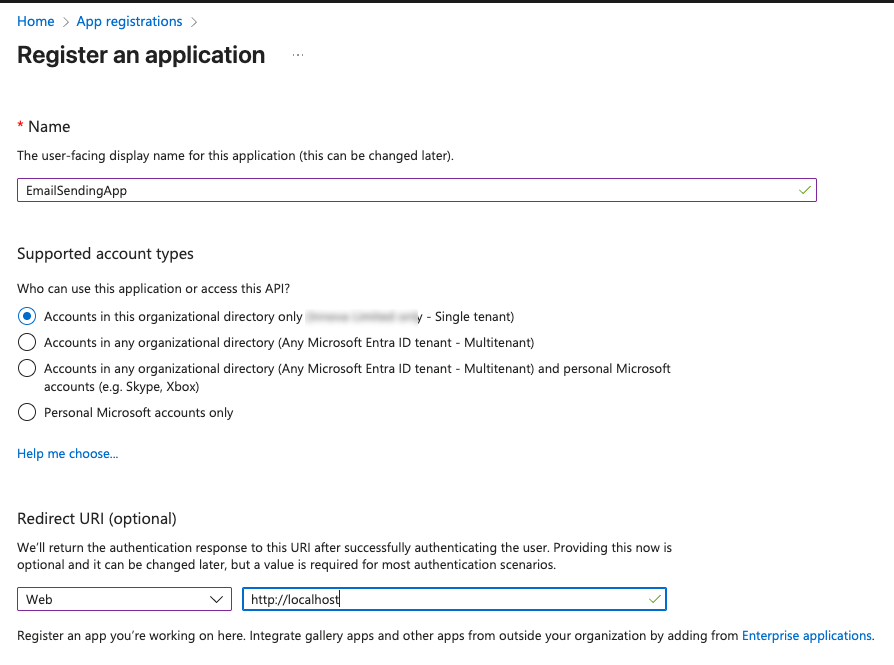 Home > App registrations >
Register an application ...
* Name
The user-facing display name for this application (this can be changed later).
EmailSendingApp
Supported account types
Who can use this application or access this API?
Accounts in this organizational directory only y - Single tenant)
Accounts in any organizational directory (Any Microsoft Entra ID tenant - Multitenant)
Accounts in any organizational directory (Any Microsoft Entra ID tenant - Multitenant) and personal Microsoft
accounts (e.g. Skype, Xbox)
Personal Microsoft accounts only
Help me choose...
Redirect URI (optional)
We'll return the authentication response to this URI after successfully authenticating the user. Providing this now is
optional and it can be changed later, but a value is required for most authentication scenarios.
Web http://localhost
Register an app you're working on here. Integrate gallery apps and other apps from outside your organization by adding from Enterprise applications.